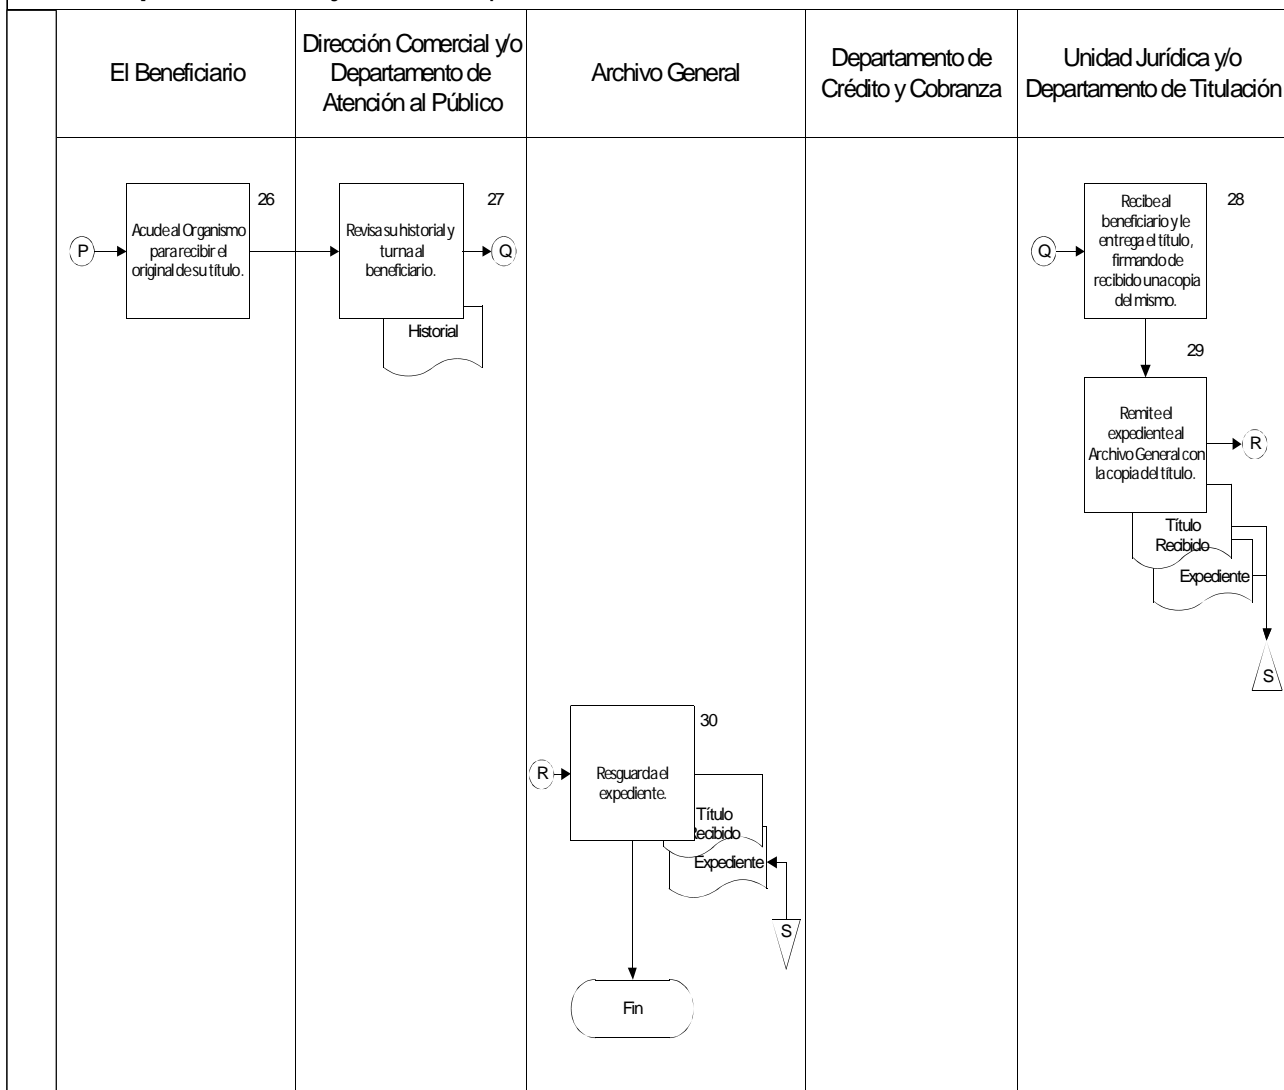 El Beneficiario
Dirección Comercial y/o
Departamento de
Atención al Público
Archivo General
Departamento de
Crédito y Cobranza
Unidad Jurídica y/o
Departamento de Titulación
P
26
Acude al Organismo
para recibir el
original de su título.
27
Revisa su historial y
turna al
beneficiario.
Q
Historial
Q
28
Recibe al
beneficiario y le
entrega el título,
firmando de
recibido una copia
del mismo.
29
Remite el
expediente al
Archivo General con
la copia del título.
R
Título
Recibido
Expediente
S
R
30
Resguarda el
expediente.
Título
Recibido
Expediente
S
Fin